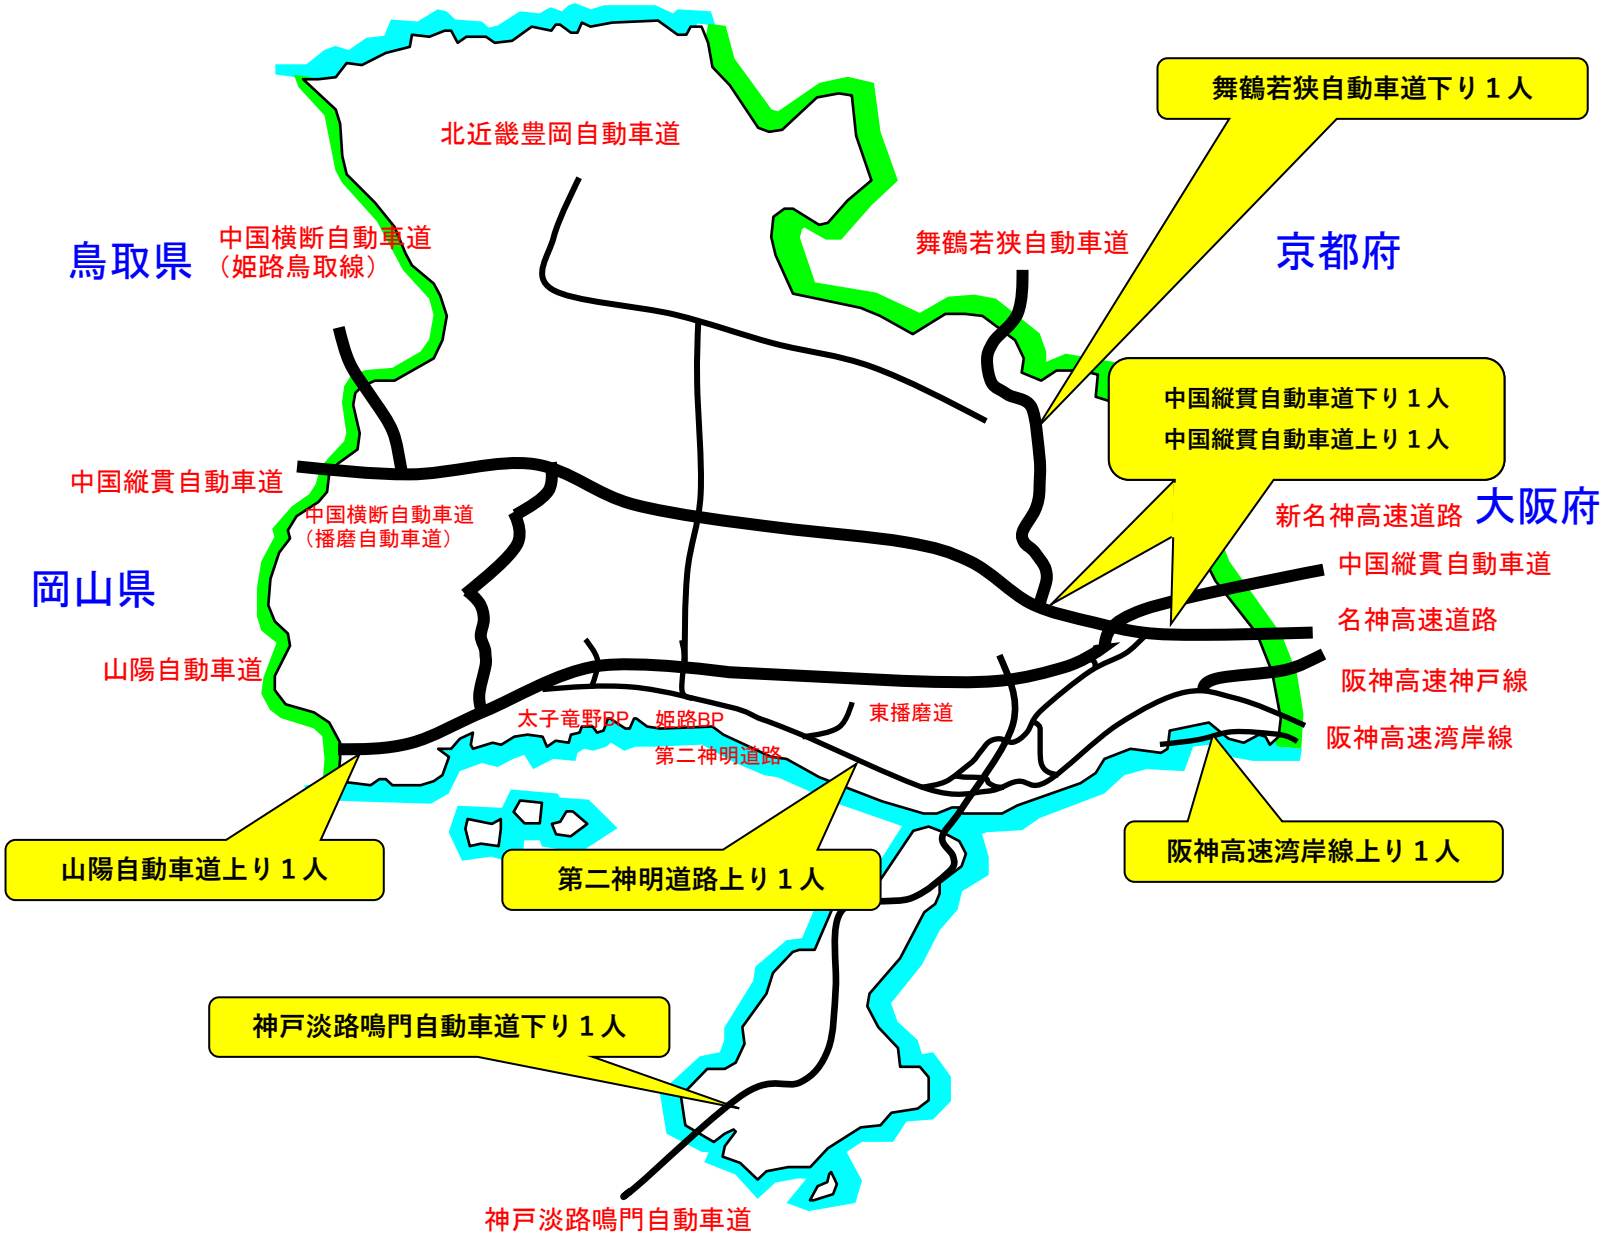 舞鶴若狭自動車道下り１人
北近畿豊岡自動車道
鳥取県
中国横断自動車道
（姫路鳥取線）
舞鶴若狭自動車道
京都府
中国縦貫自動車道下り１人
中国縦貫自動車道上り１人
中国縦貫自動車道
中国横断自動車道
（播磨自動車道）
新名神高速道路
大阪府
中国縦貫自動車道
岡山県
名神高速道路
山陽自動車道
阪神高速神戸線
太子竜野BP
姫路BP
東播磨道
阪神高速湾岸線
第二神明道路
山陽自動車道上り１人
第二神明道路上り１人
阪神高速湾岸線上り１人
神戸淡路鳴門自動車道下り１人
神戸淡路鳴門自動車道